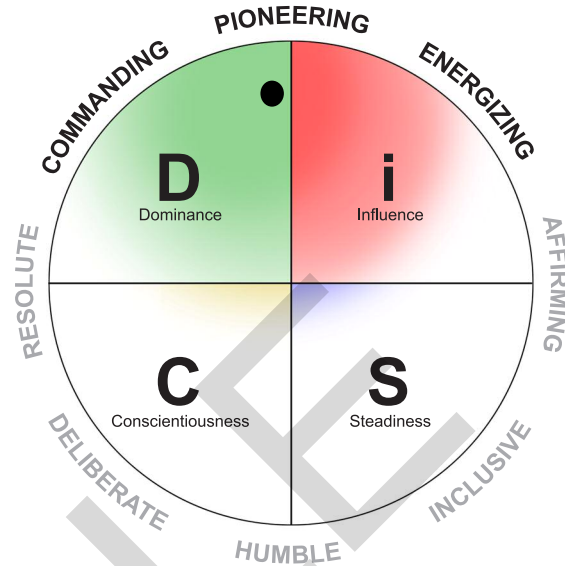 PIONEERING
COMMANDING
ENERGIZING
D
Dominance
i
Influence
RESOLUTE
AFFIRMING
C
Conscientiousness
S
Steadiness
DELIBERATE
INCLUSIVE
HUMBLE